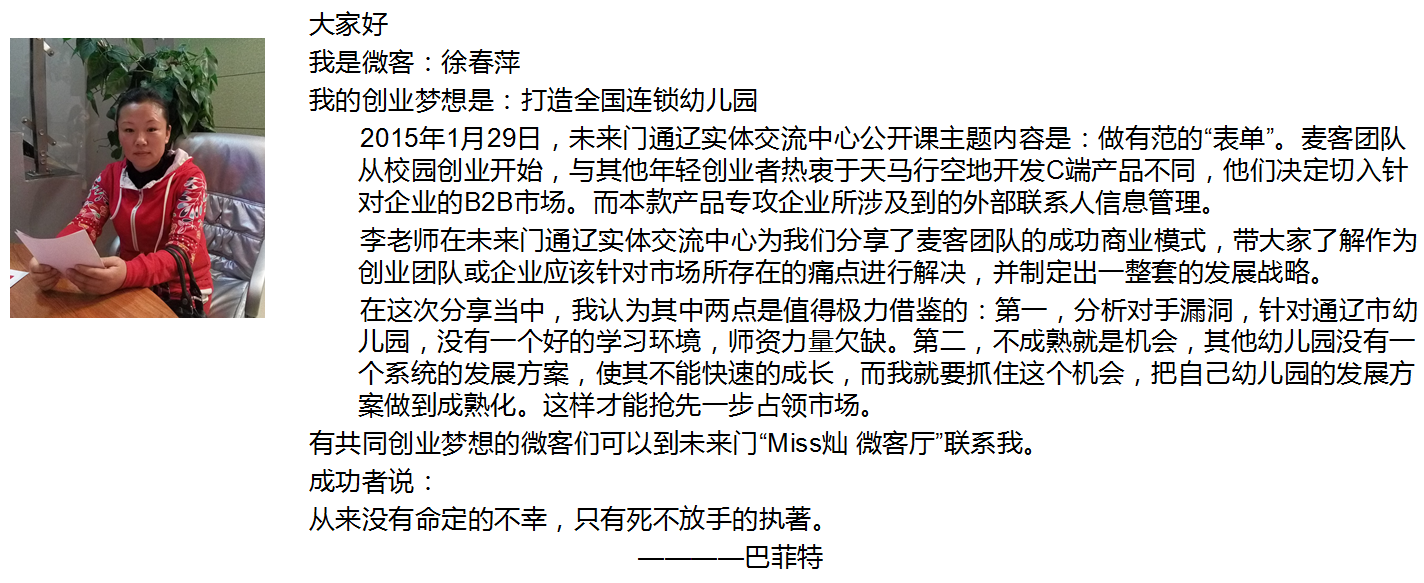 大家好
我是微客：徐春萍
我的创业梦想是：打造全国连锁幼儿园
2015年1月29日，未来门通辽实体交流中心公开课主题内容是：做有范的“表单”。麦客团队
从校园创业开始，与其他年轻创业者热衷于天马行空地开发C端产品不同，他们决定切入针
对企业的B2B市场。而本款产品专攻企业所涉及到的外部联系人信息管理。
李老师在未来门通辽实体交流中心为我们分享了麦客团队的成功商业模式，带大家了解作为
创业团队或企业应该针对市场所存在的痛点进行解决，并制定出一整套的发展战略。
在这次分享当中，我认为其中两点是值得极力借鉴的：第一，分析对手漏洞，针对通辽市幼
儿园，没有一个好的学习环境，师资力量欠缺。第二，不成熟就是机会，其他幼儿园没有一
个系统的发展方案，使其不能快速的成长，而我就要抓住这个机会，把自己幼儿园的发展方
案做到成熟化。这样才能抢先一步占领市场。
有共同创业梦想的微客们可以到未来门“Miss灿 微客厅”联系我。
成功者说：
从来没有命定的不幸，只有死不放手的执著。
————巴菲特